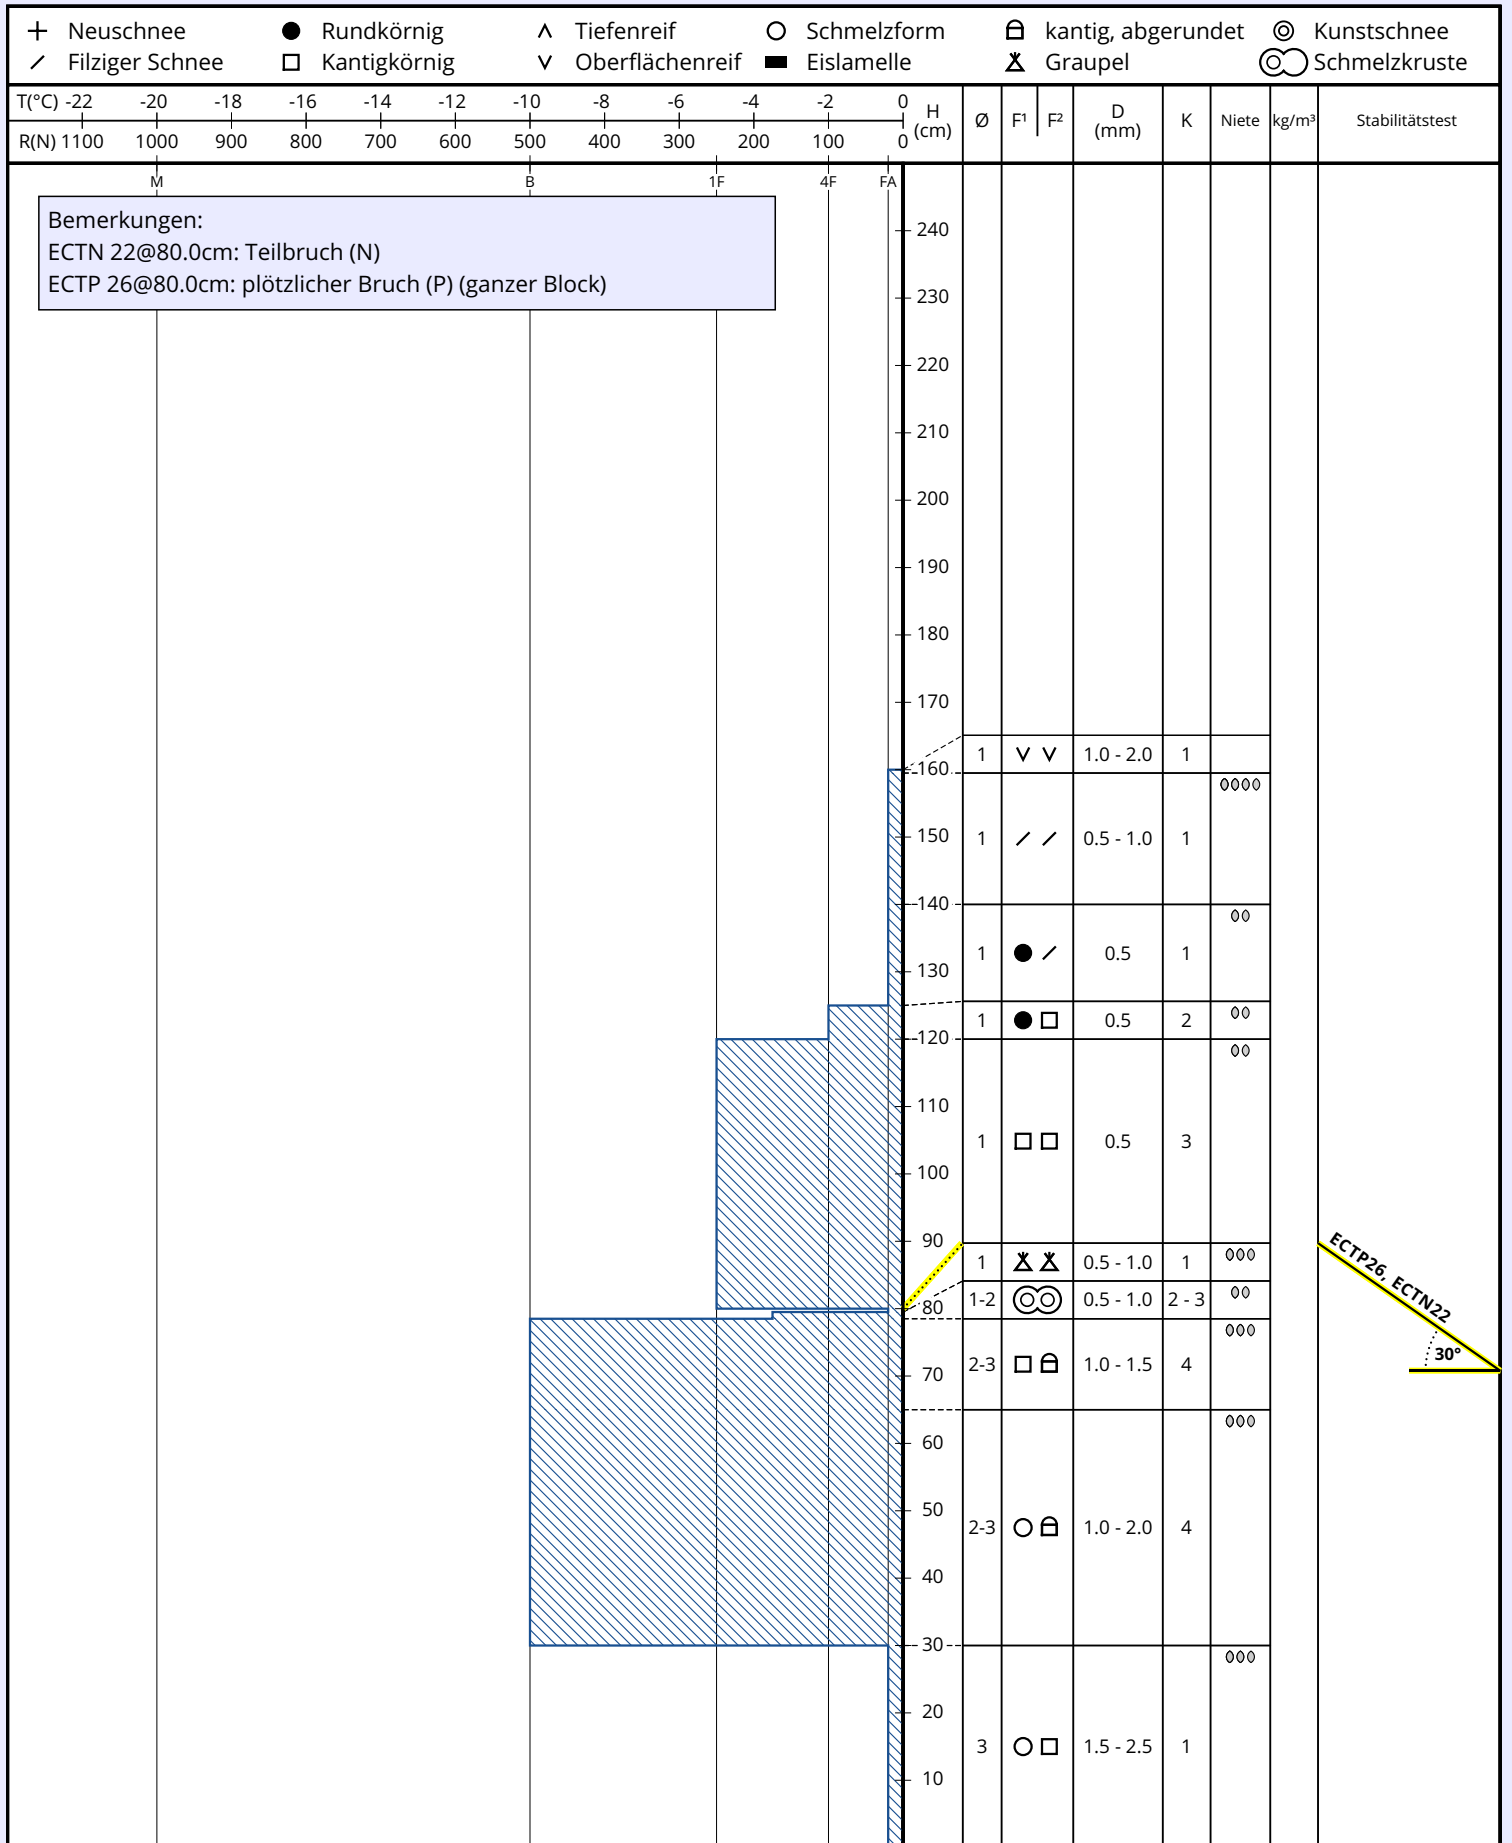 Neuschnee Rundkörnig Tiefenreif Schmelzform kantig, abgerundet Kunstschnee
Filziger Schnee Kantigkörnig Oberflächenreif Eislamelle Graupel Schmelzkruste
T(°C) -22 -20 -18 -16 -14 -12 -10 -8 -6 -4 -2 0
R(N) 1100 1000 900 800 700 600 500 400 300 200 100 0
H (cm) Ø F¹ F² D (mm) K Niete kg/m³ Stabilitätstest
M B 1F 4F FA
Bemerkungen:
ECTN 22@80.0cm: Teilbruch (N)
ECTP 26@80.0cm: plötzlicher Bruch (P) (ganzer Block)
240
230
220
210
200
190
180
170
1 1.0 - 2.0 1
160
150 1 0.5 - 1.0 1
140
1 0.5 1
130
1 0.5 2
120
110
1 0.5 3
100
90
1 0.5 - 1.0 1
80 1-2 0.5 - 1.0 2 - 3
ECTP26, ECTN22
30°
70 2-3 1.0 - 1.5 4
60
50
2-3 1.0 - 2.0 4
40
30
20
3 1.5 - 2.5 1
10